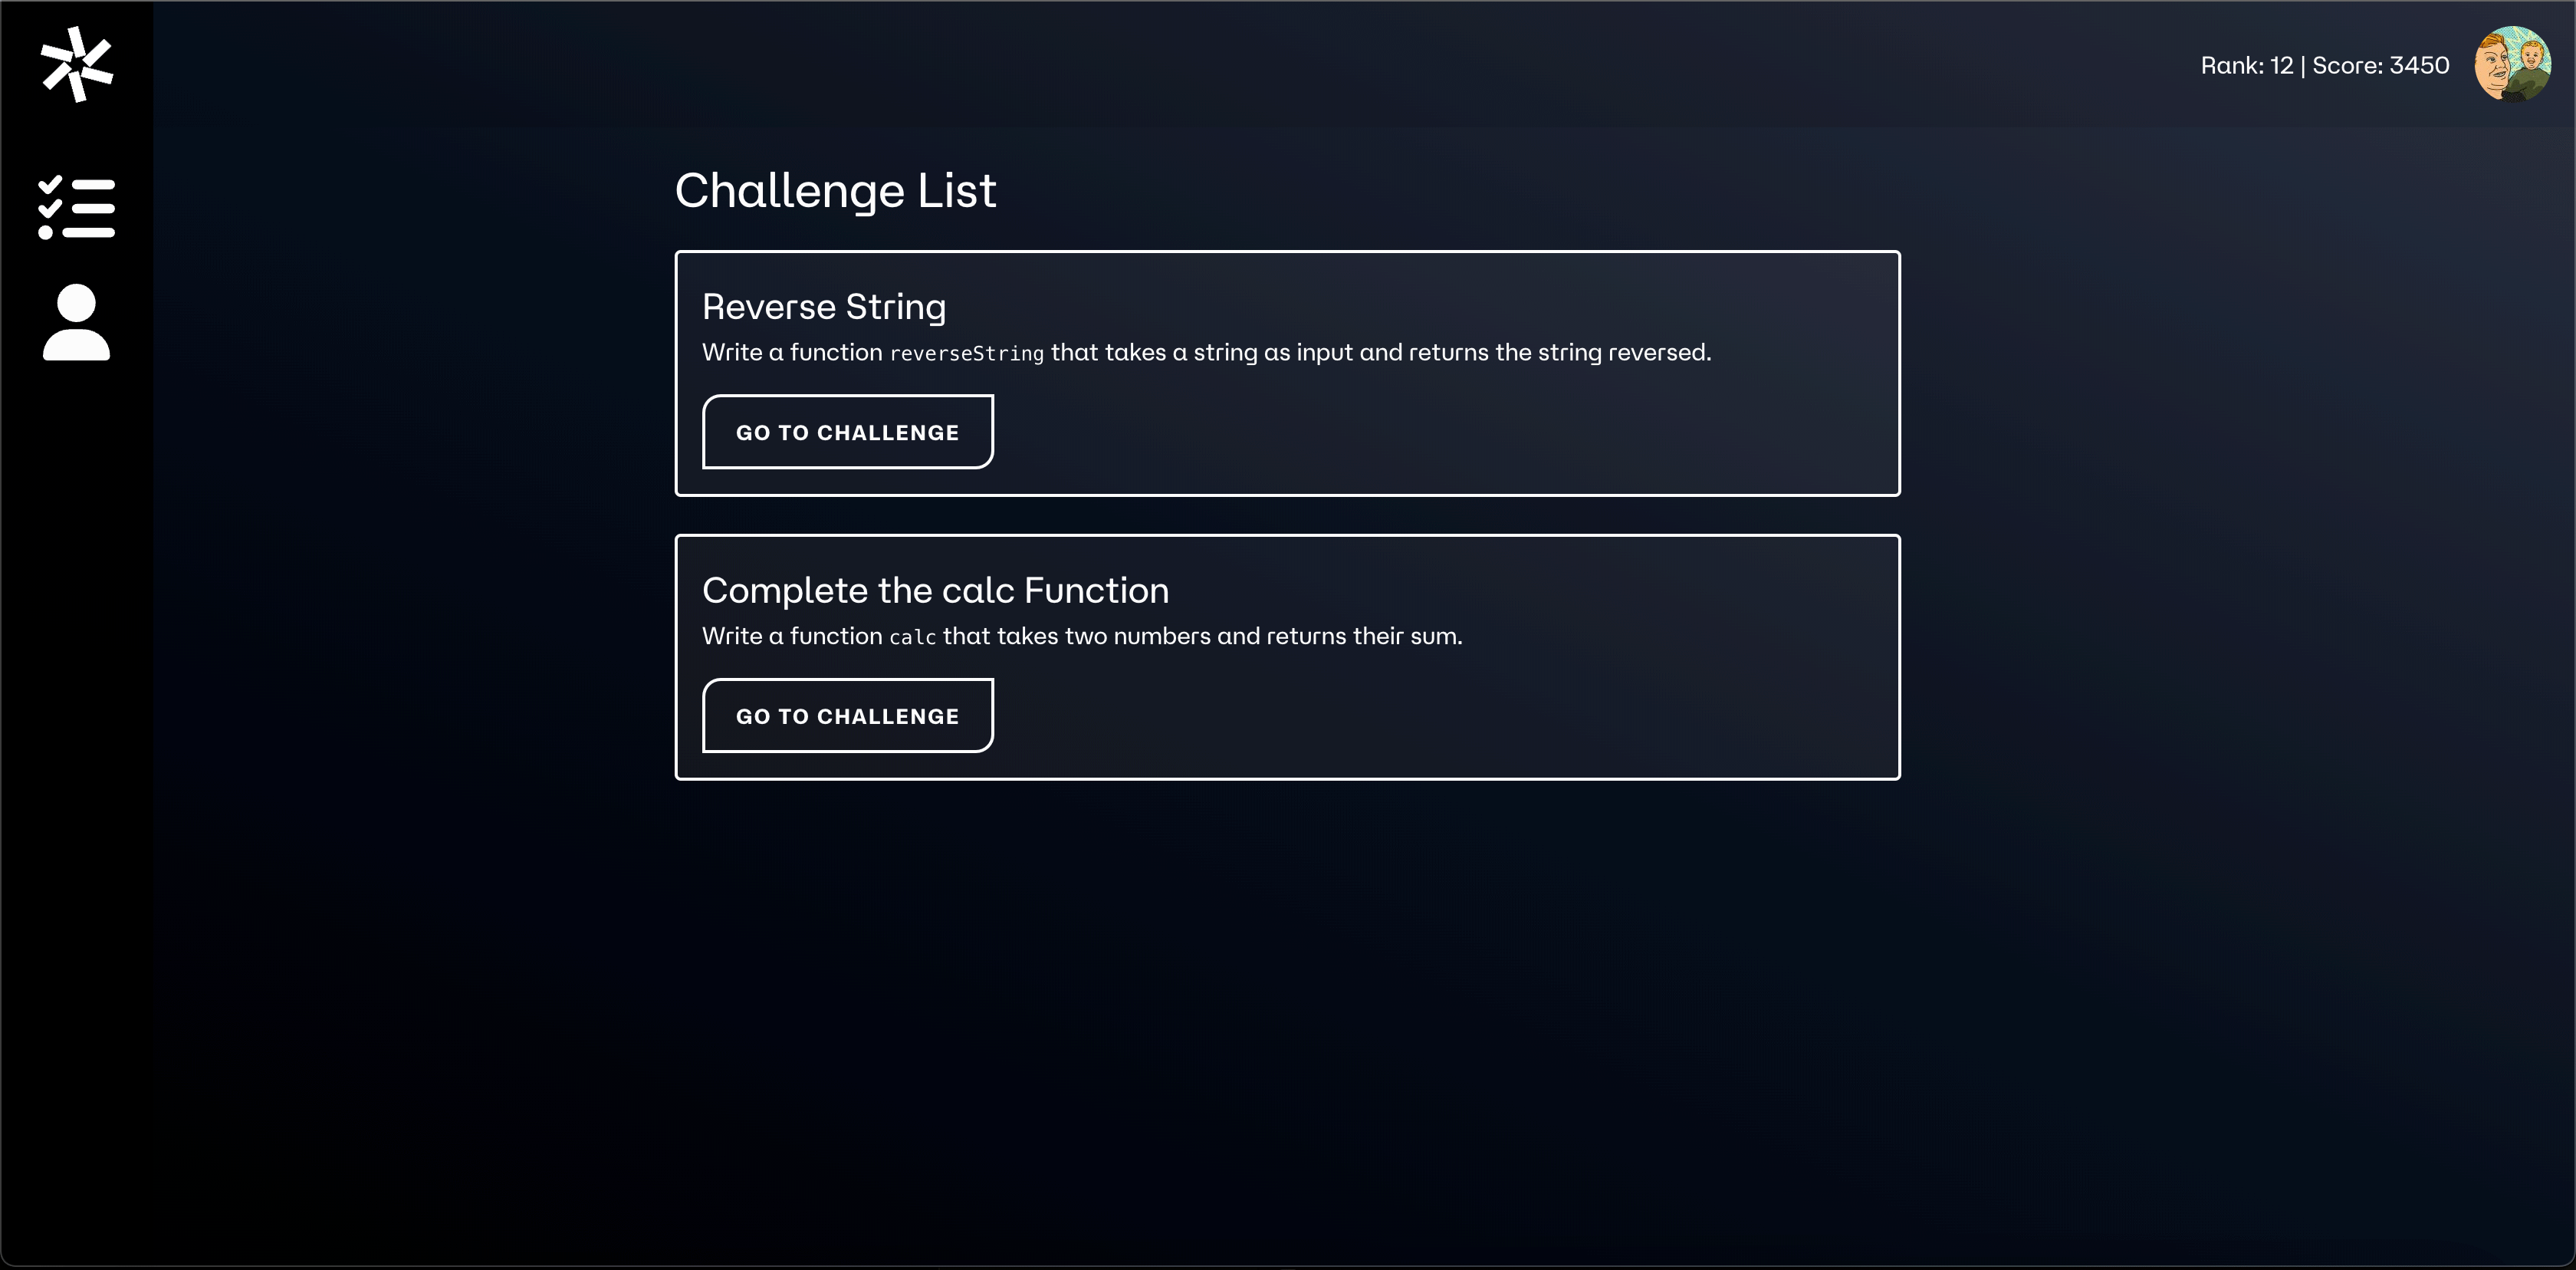 Rank: 12 | Score: 3450
Challenge List
Reverse String
Write a function reverseString that takes a string as input and returns the string reversed.
GO TO CHALLENGE
Complete the calc Function
Write a function calc that takes two numbers and returns their sum.
GO TO CHALLENGE